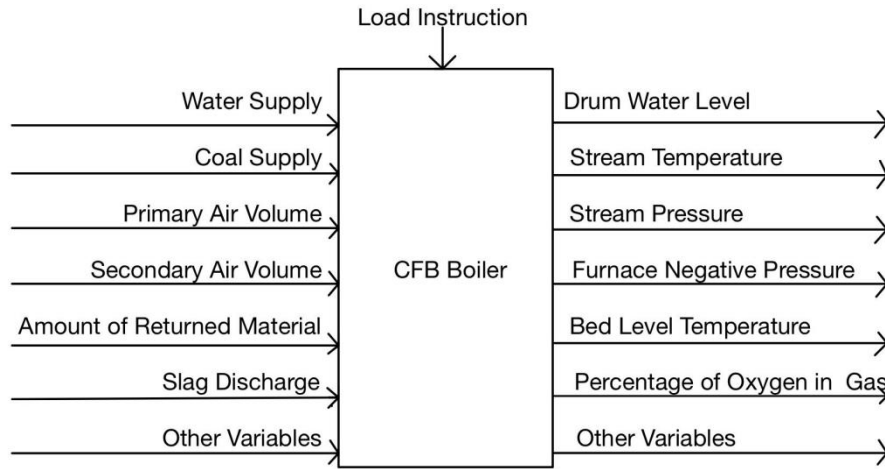 Load Instruction
Water Supply
Coal Supply
Primary Air Volume
Secondary Air Volume
Amount of Returned Material
Slag Discharge
Other Variables
CFB Boiler
Drum Water Level
Stream Temperature
Stream Pressure
Furnace Negative Pressure
Bed Level Temperature
Percentage of Oxygen in Gas
Other Variables